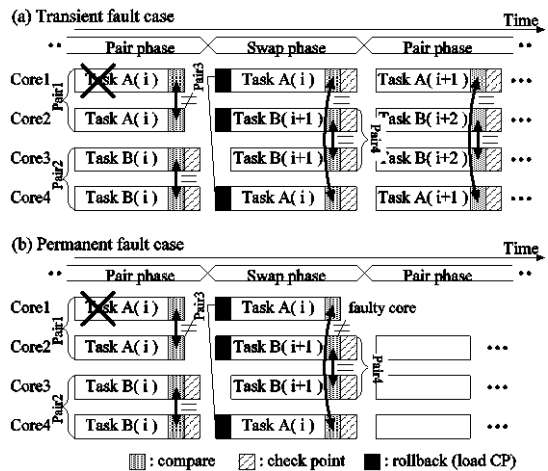 (a) Transient fault case
Time
Pair phase Swap phase Pair phase
Core1 Task A( i ) Task A( i ) Task A( i+1 )
Core2 Task A( i ) Task B( i+1 ) Task B( i+2 )
Core3 Task B( i ) Task B( i+1 ) Task B( i+2 )
Core4 Task B( i ) Task A( i ) Task A( i+1 )
Pair1
Pair2
Pair3
Pair4
(b) Permanent fault case
Time
Pair phase Swap phase Pair phase
Core1 Task A( i ) Task A( i ) faulty core
Core2 Task A( i ) Task B( i+1 )
Core3 Task B( i ) Task B( i+1 )
Core4 Task B( i ) Task A( i )
Pair1
Pair2
Pair3
Pair4
: compare : check point : rollback (load CP)